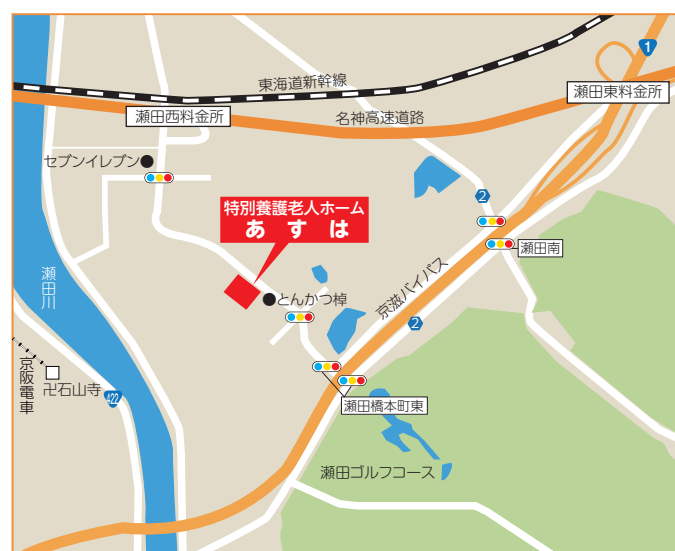 1
東海道新幹線
瀬田東料金所
瀬田西料金所
名神高速道路
セブンイレブン
2
特別養護老人ホーム
あすは
瀬田南
瀬田川
京滋バイパス
とんかつ棹
2
京阪電車
卍石山寺
422
瀬田橋本町東
瀬田ゴルフコース